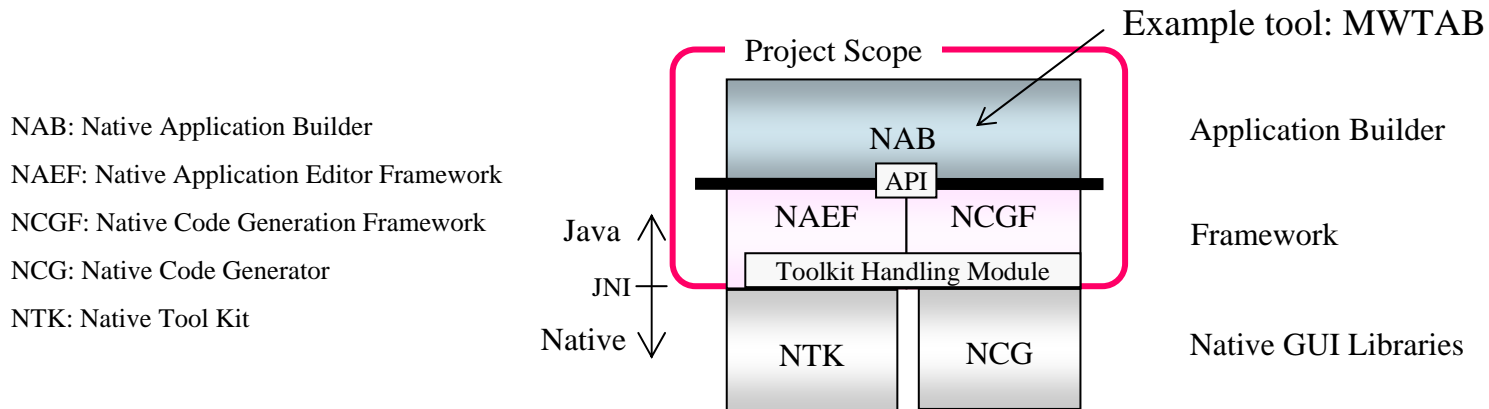 Example tool: MWTAB
Project Scope
NAB: Native Application Builder
NAEF: Native Application Editor Framework
NCGF: Native Code Generation Framework
NCG: Native Code Generator
NTK: Native Tool Kit
Java
JNI
Native
NAB
API
NAEF
NCGF
Toolkit Handling Module
NTK
NCG
Application Builder
Framework
Native GUI Libraries